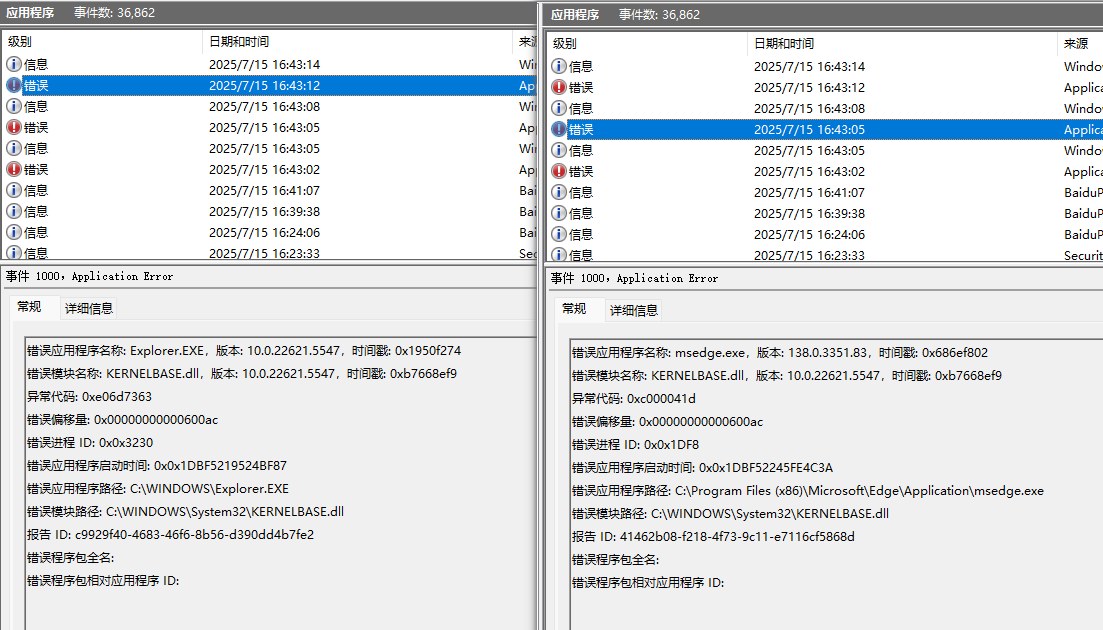 应用程序 事件数: 36,862
级别 日期和时间 来源
信息 2025/7/15 16:43:14
错误 2025/7/15 16:43:12
信息 2025/7/15 16:43:08
错误 2025/7/15 16:43:05
信息 2025/7/15 16:43:05
错误 2025/7/15 16:43:02
信息 2025/7/15 16:41:07
信息 2025/7/15 16:39:38
信息 2025/7/15 16:24:06
信息 2025/7/15 16:23:33
事件 1000，Application Error
常规 详细信息
错误应用程序名称: Explorer.EXE，版本: 10.0.22621.5547，时间戳: 0x1950f274
错误模块名称: KERNELBASE.dll，版本: 10.0.22621.5547，时间戳: 0xb7668ef9
异常代码: 0xe06d7363
错误偏移量: 0x00000000000600ac
错误进程 ID: 0x0x3230
错误应用程序启动时间: 0x0x1DBF5219524BF87
错误应用程序路径: C:\WINDOWS\Explorer.EXE
错误模块路径: C:\WINDOWS\System32\KERNELBASE.dll
报告 ID: c9929f40-4683-46f6-8b56-d390dd4b7fe2
错误程序包全名:
错误程序包相对应用程序 ID:
应用程序 事件数: 36,862
级别 日期和时间 来源
信息 2025/7/15 16:43:14 Windo
错误 2025/7/15 16:43:12 Applica
信息 2025/7/15 16:43:08 Windo
错误 2025/7/15 16:43:05 Applica
信息 2025/7/15 16:43:05 Windo
错误 2025/7/15 16:43:02 Applica
信息 2025/7/15 16:41:07 BaiduP
信息 2025/7/15 16:39:38 BaiduP
信息 2025/7/15 16:24:06 BaiduP
信息 2025/7/15 16:23:33 Securit
事件 1000，Application Error
常规 详细信息
错误应用程序名称: msedge.exe，版本: 138.0.3351.83，时间戳: 0x686ef802
错误模块名称: KERNELBASE.dll，版本: 10.0.22621.5547，时间戳: 0xb7668ef9
异常代码: 0xc000041d
错误偏移量: 0x00000000000600ac
错误进程 ID: 0x0x1DF8
错误应用程序启动时间: 0x0x1DBF52245FE4C3A
错误应用程序路径: C:\Program Files (x86)\Microsoft\Edge\Application\msedge.exe
错误模块路径: C:\WINDOWS\System32\KERNELBASE.dll
报告 ID: 41462b08-f218-4f73-9c11-e7116cf5868d
错误程序包全名:
错误程序包相对应用程序 ID: